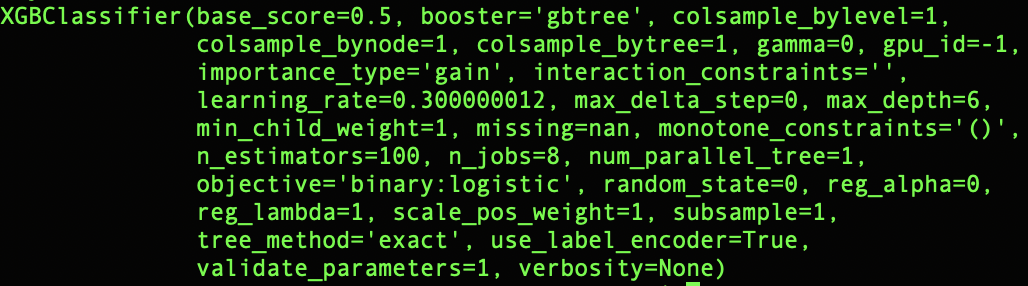 XGBClassifier(base_score=0.5, booster='gbtree', colsample_bylevel=1,
colsample_bynode=1, colsample_bytree=1, gamma=0, gpu_id=-1,
importance_type='gain', interaction_constraints='',
learning_rate=0.300000012, max_delta_step=0, max_depth=6,
min_child_weight=1, missing=nan, monotone_constraints='()',
n_estimators=100, n_jobs=8, num_parallel_tree=1,
objective='binary:logistic', random_state=0, reg_alpha=0,
reg_lambda=1, scale_pos_weight=1, subsample=1,
tree_method='exact', use_label_encoder=True,
validate_parameters=1, verbosity=None)